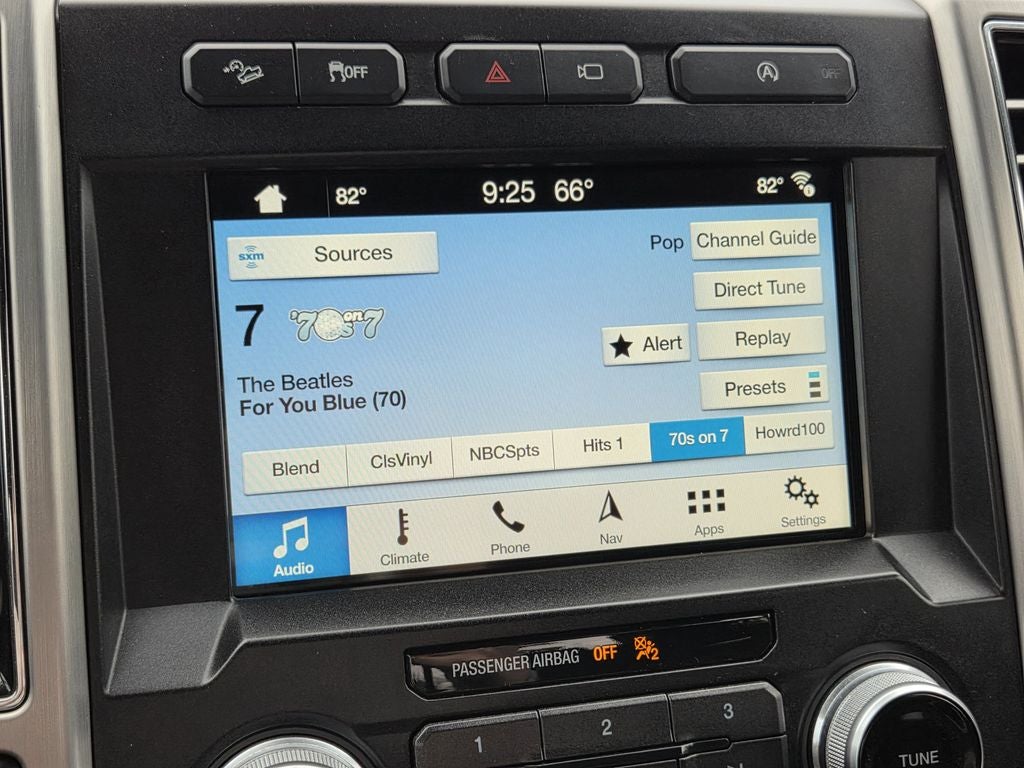 OFF
A OFF
82° 9:25 66° 82°
sxm Sources
Pop Channel Guide
Direct Tune
7 '70s on 7
Alert Replay
The Beatles
Presets
For You Blue (70)
Blend ClsVinyl NBCSpts Hits 1 70s on 7 Howrd100
Audio Climate Phone Nav Apps Settings
PASSENGER AIRBAG OFF 2
1 2 3
TUNE